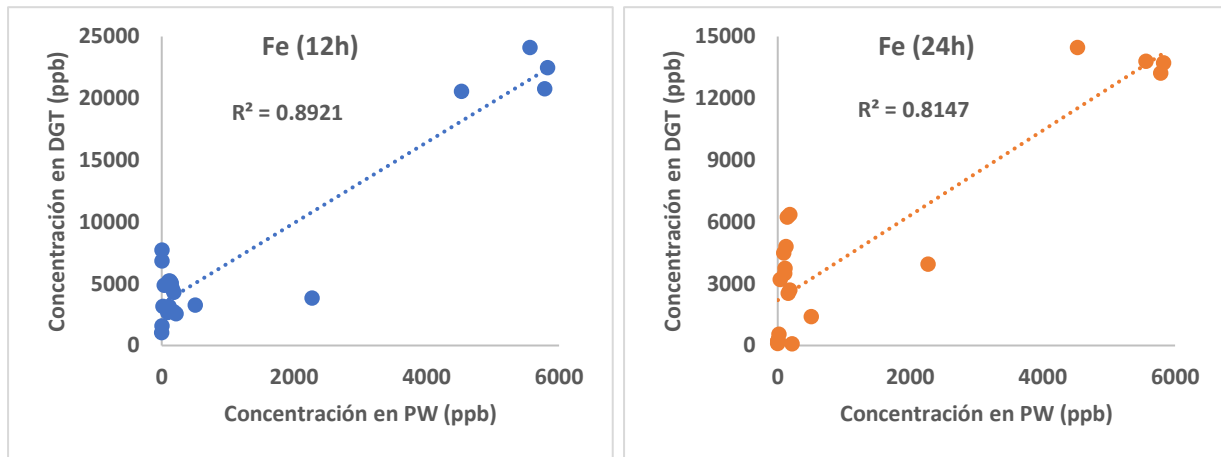 Fe (12h)
R² = 0.8921
Concentración en DGT (ppb)
25000
20000
15000
10000
5000
0
0 2000 4000 6000
Concentración en PW (ppb)
Fe (24h)
R² = 0.8147
Concentración en DGT (ppb)
15000
12000
9000
6000
3000
0
0 2000 4000 6000
Concentración en PW (ppb)